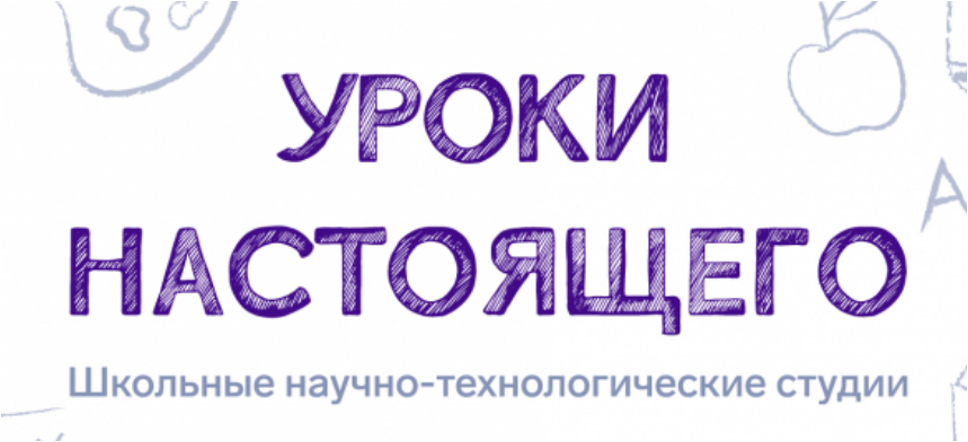 УРОКИ
НАСТОЯЩЕГО
Школьные научно-технологические студии
А